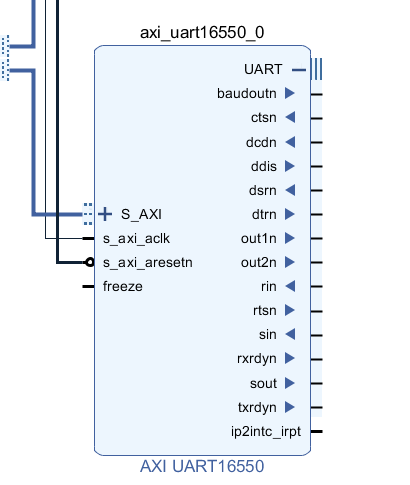 axi_uart16550_0
UART
baudoutn
ctsn
dcdn
ddis
dsrn
S_AXI
dtrn
s_axi_aclk
out1n
s_axi_aresetn
out2n
freeze
rin
rtsn
sin
rxrdyn
sout
txrdyn
ip2intc_irpt
AXI UART16550